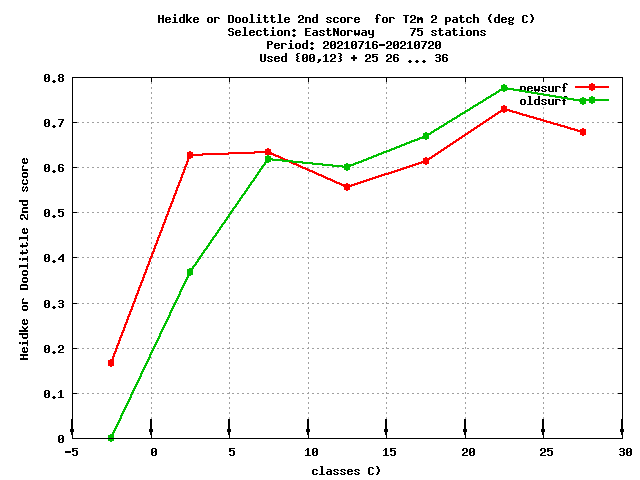 Heidke or Doolittle 2nd score  for T2m 2 patch (deg C)
Selection: EastNorway     75 stations
Period: 20210716-20210720
Used {00,12} + 25 26 ... 36
newsurf
oldsurf
0.8
0.7
0.6
0.5
0.4
0.3
0.2
0.1
0
Heidke or Doolittle 2nd score
-5 0 5 10 15 20 25 30
classes C)